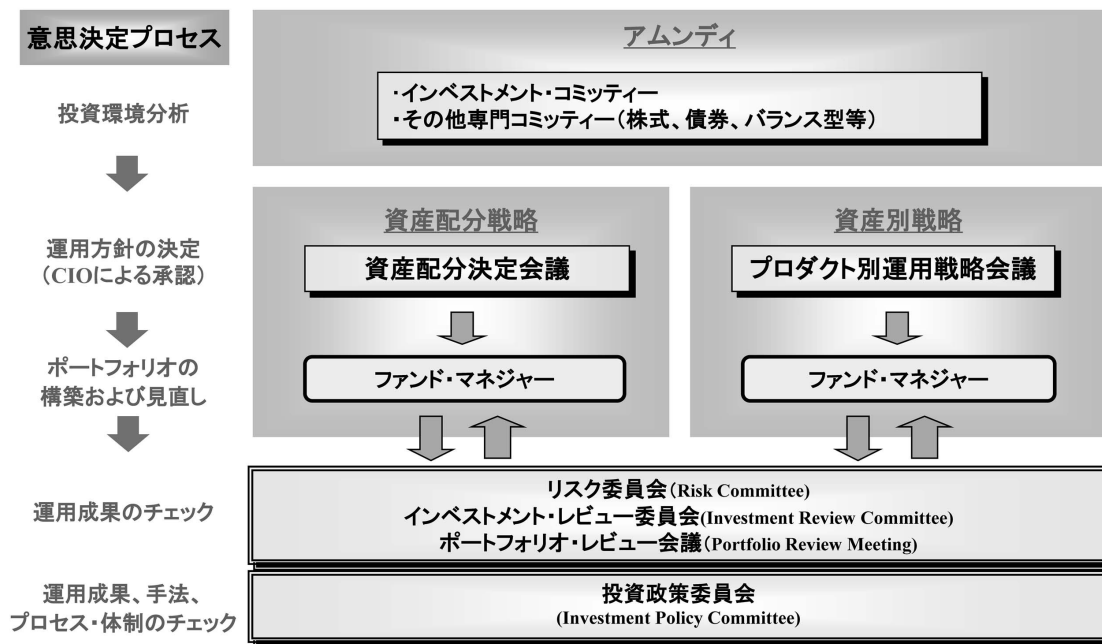 意思決定プロセス
アムンディ
投資環境分析
・インベストメント・コミッティー
・その他専門コミッティー(株式、債券、バランス型等)
資産配分戦略
資産別戦略
運用方針の決定
(CIOによる承認)
資産配分決定会議
プロダクト別運用戦略会議
ポートフォリオの
構築および見直し
ファンド・マネジャー
ファンド・マネジャー
運用成果のチェック
リスク委員会(Risk Committee)
インベストメント・レビュー委員会(Investment Review Committee)
ポートフォリオ・レビュー会議(Portfolio Review Meeting)
運用成果、手法、
プロセス・体制のチェック
投資政策委員会
(Investment Policy Committee)